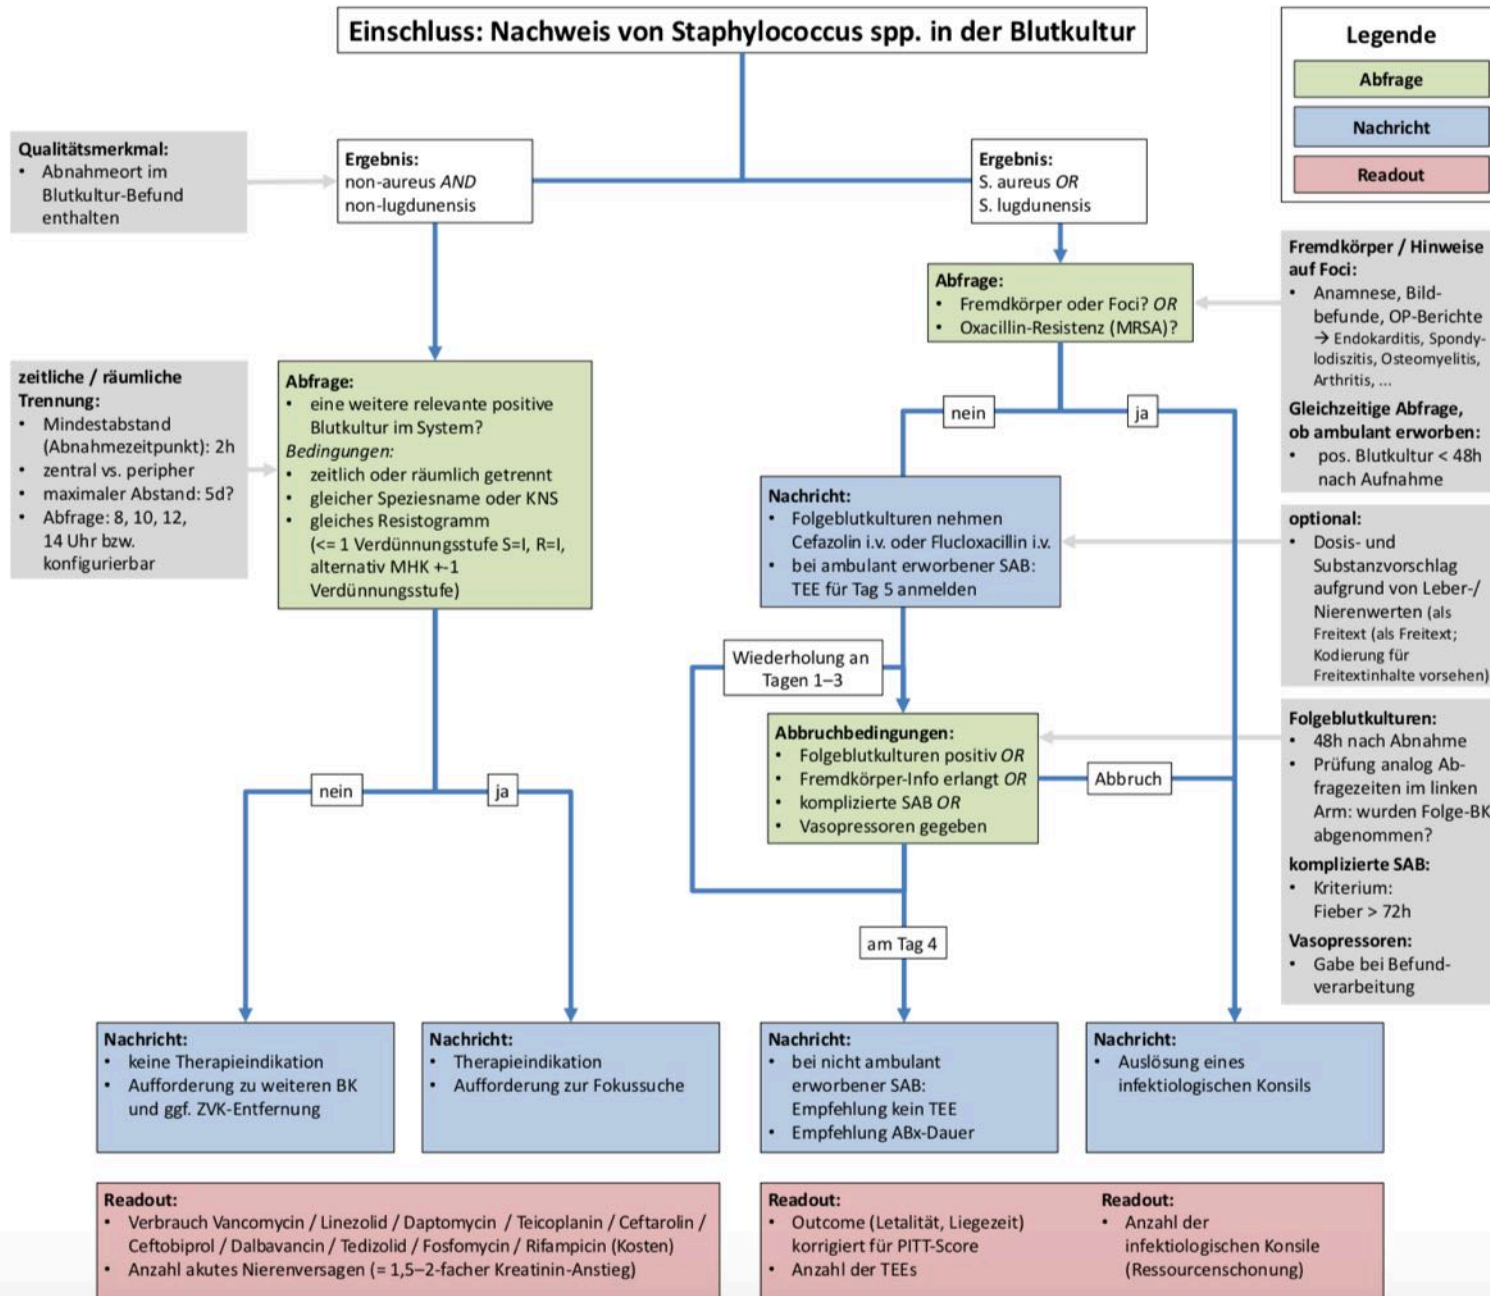 Einschluss: Nachweis von Staphylococcus spp. in der Blutkultur
Legende
Abfrage
Nachricht
Readout
Qualitätsmerkmal:
• Abnahmeort im
Blutkultur-Befund
enthalten
Ergebnis:
non-aureus AND
non-lugdunensis
Ergebnis:
S. aureus OR
S. lugdunensis
Abfrage:
• Fremdkörper oder Foci? OR
• Oxacillin-Resistenz (MRSA)?
Fremdkörper / Hinweise
auf Foci:
• Anamnese, Bild-
befunde, OP-Berichte
→ Endokarditis, Spondy-
lodiszitis, Osteomyelitis,
Arthritis, ...
Gleichzeitige Abfrage,
ob ambulant erworben:
• pos. Blutkultur < 48h
nach Aufnahme
zeitliche / räumliche
Trennung:
• Mindestabstand
(Abnahmezeitpunkt): 2h
• zentral vs. peripher
• maximaler Abstand: 5d?
• Abfrage: 8, 10, 12,
14 Uhr bzw.
konfigurierbar
Abfrage:
• eine weitere relevante positive
Blutkultur im System?
Bedingungen:
• zeitlich oder räumlich getrennt
• gleicher Speziesname oder KNS
• gleiches Resistogramm
(<= 1 Verdünnungsstufe S=I, R=I,
alternativ MHK +-1
Verdünnungsstufe)
nein
ja
Nachricht:
• Folgeblutkulturen nehmen
Cefazolin i.v. oder Flucloxacillin i.v.
• bei ambulant erworbener SAB:
TEE für Tag 5 anmelden
optional:
• Dosis- und
Substanzvorschlag
aufgrund von Leber-/
Nierenwerten (als
Freitext (als Freitext;
Kodierung für
Freitextinhalte vorsehen)
Wiederholung an
Tagen 1–3
Abbruchbedingungen:
• Folgeblutkulturen positiv OR
• Fremdkörper-Info erlangt OR
• komplizierte SAB OR
• Vasopressoren gegeben
Abbruch
Folgeblutkulturen:
• 48h nach Abnahme
• Prüfung analog Ab-
fragezeiten im linken
Arm: wurden Folge-BK
abgenommen?
komplizierte SAB:
• Kriterium:
Fieber > 72h
Vasopressoren:
• Gabe bei Befund-
verarbeitung
nein
ja
am Tag 4
Nachricht:
• keine Therapieindikation
• Aufforderung zu weiteren BK
und ggf. ZVK-Entfernung
Nachricht:
• Therapieindikation
• Aufforderung zur Fokussuche
Nachricht:
• bei nicht ambulant
erworbener SAB:
Empfehlung kein TEE
• Empfehlung ABx-Dauer
Nachricht:
• Auslösung eines
infektiologischen Konsils
Readout:
• Verbrauch Vancomycin / Linezolid / Daptomycin / Teicoplanin / Ceftarolin /
Ceftobiprol / Dalbavancin / Tedizolid / Fosfomycin / Rifampicin (Kosten)
• Anzahl akutes Nierenversagen (= 1,5–2-facher Kreatinin-Anstieg)
Readout:
• Outcome (Letalität, Liegezeit)
korrigiert für PITT-Score
• Anzahl der TEEs
Readout:
• Anzahl der
infektiologischen Konsile
(Ressourcenschonung)